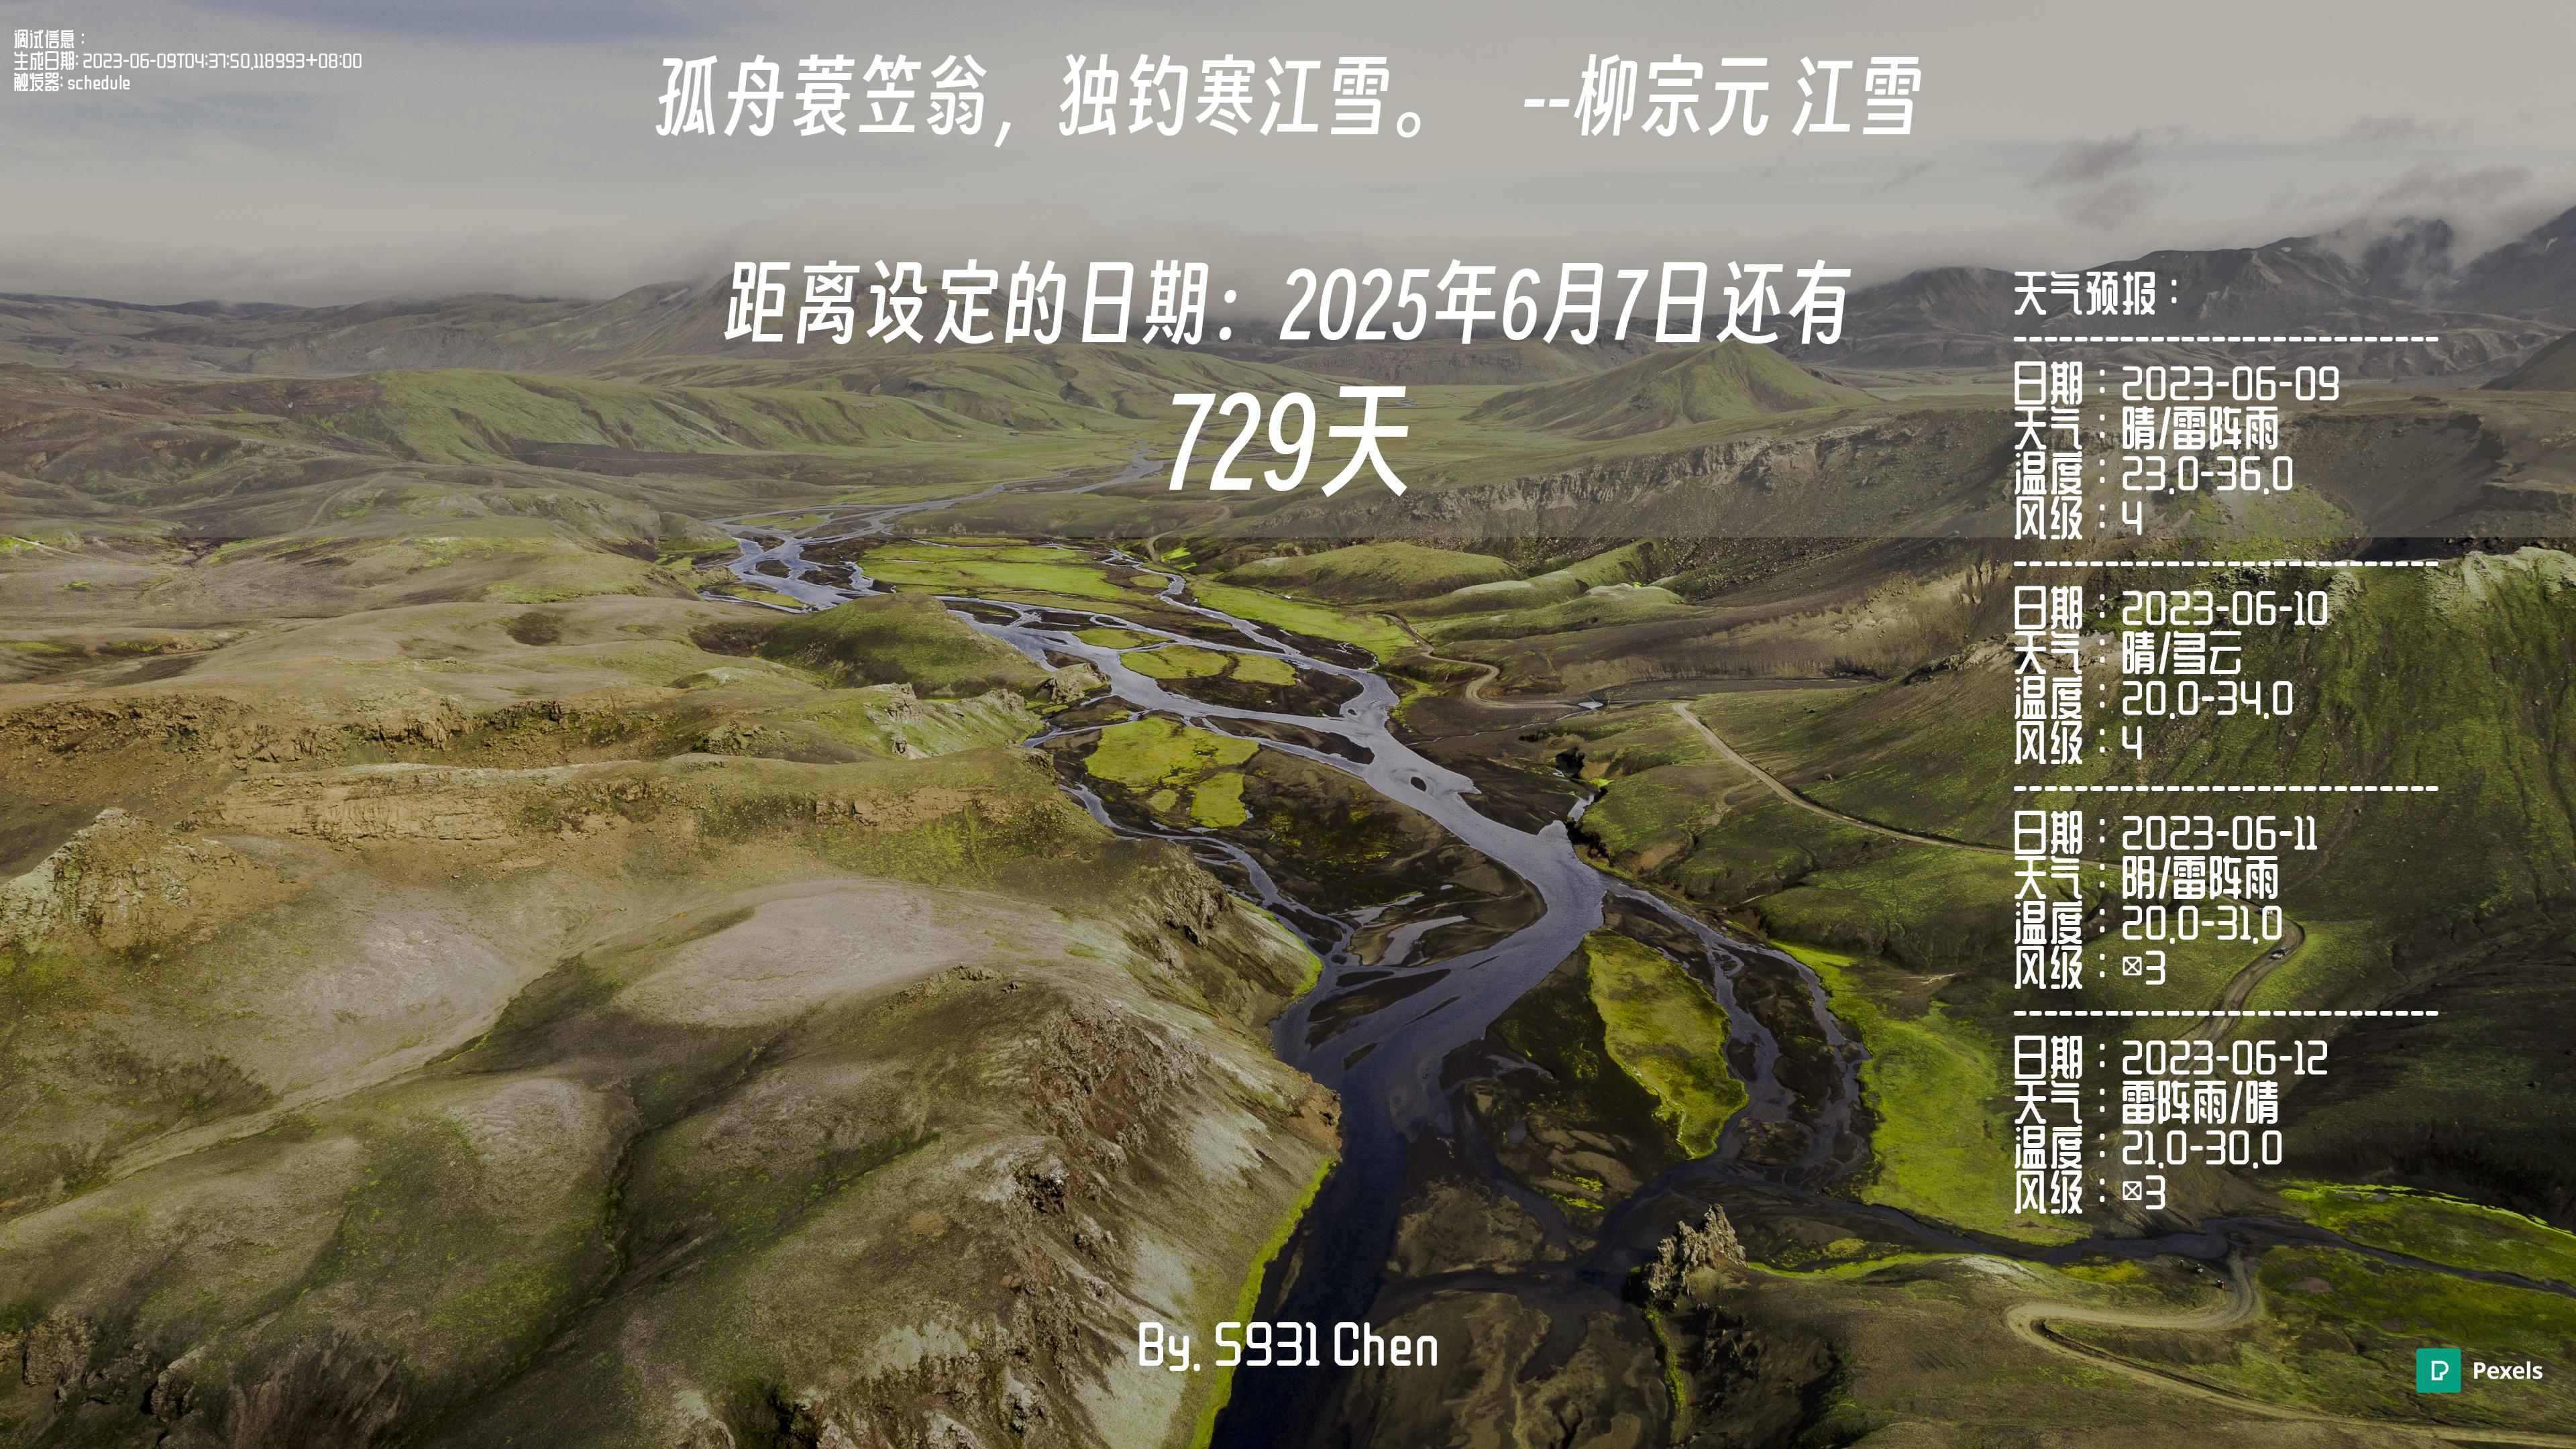 调试信息：
生成日期: 2023-06-09T04:37:50.118993+08:00
触发器: schedule
孤舟蓑笠翁，独钓寒江雪。 --柳宗元 江雪
距离设定的日期：2025年6月7日还有
729天
天气预报：
----------------------------
日期：2023-06-09
天气：晴/雷阵雨
温度：23.0-36.0
风级：4
----------------------------
日期：2023-06-10
天气：晴/多云
温度：20.0-34.0
风级：4
----------------------------
日期：2023-06-11
天气：阴/雷阵雨
温度：20.0-31.0
风级：☒3
----------------------------
日期：2023-06-12
天气：雷阵雨/晴
温度：21.0-30.0
风级：☒3
By. S931 Chen
Pexels